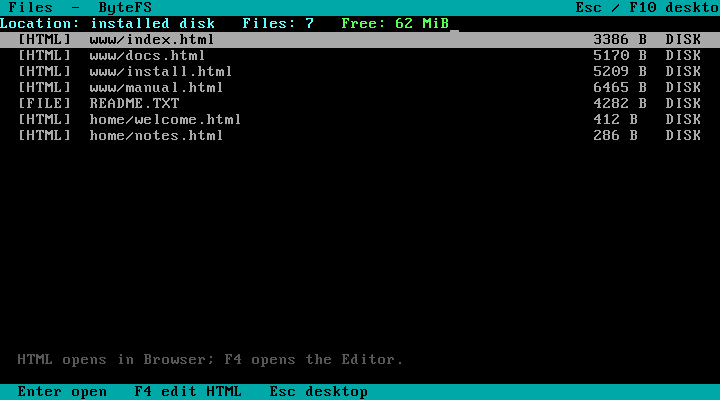 Files  -  ByteFS Esc / F10 deskto
Location: installed disk   Files: 7   Free: 62 MiB_
[HTML]  www/index.html 3386 B  DISK
[HTML]  www/docs.html 5170 B  DISK
[HTML]  www/install.html 5209 B  DISK
[HTML]  www/manual.html 6465 B  DISK
[FILE]  README.TXT 4282 B  DISK
[HTML]  home/welcome.html 412 B   DISK
[HTML]  home/notes.html 286 B   DISK
HTML opens in Browser; F4 opens the Editor.
Enter open   F4 edit HTML   Esc desktop